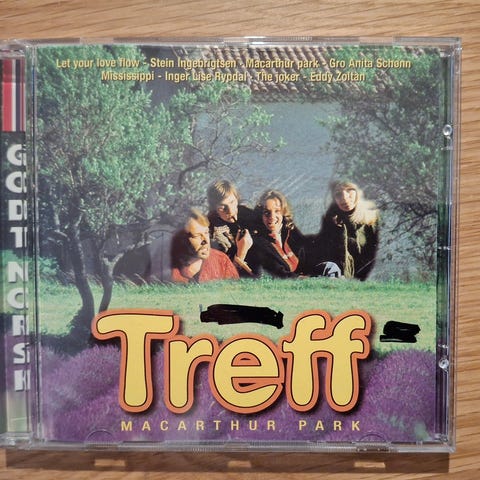 Let your love flow - Stein Ingebrigtsen - Macarthur park - Gro Anita Schønn
Mississippi - Inger Lise Rypdal - The joker - Eddy Zoltan
GODT NORSK
Treff
MACARTHUR PARK